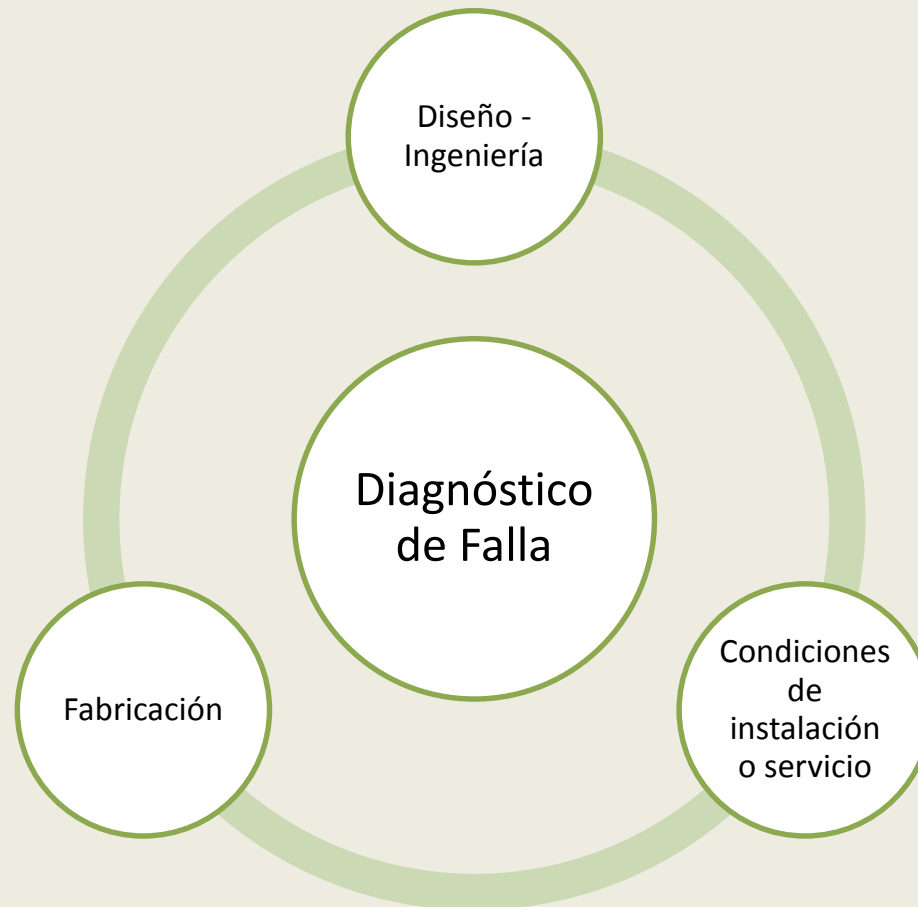 Diseño -
Ingeniería
Diagnóstico
de Falla
Fabricación
Condiciones
de
instalación
o servicio